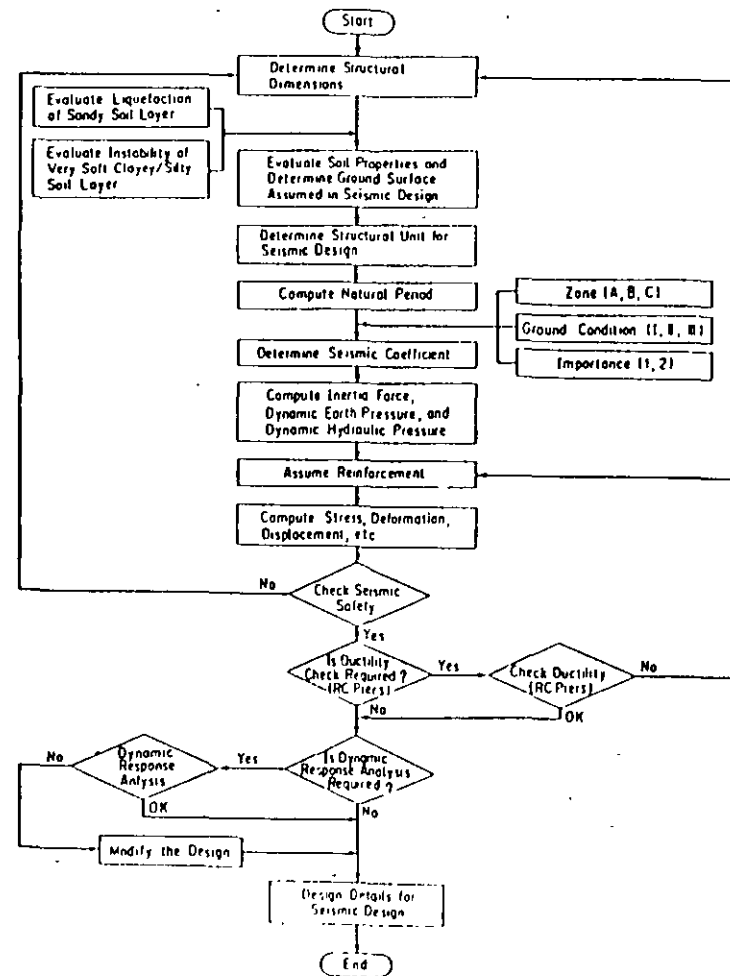 Start
Determine Structural
Dimensions
Evaluate Liquefaction
of Sandy Soil Layer
Evaluate Instability of
Very Soft Clayey/Silty
Soil Layer
Evaluate Soil Properties and
Determine Ground Surface
Assumed in Seismic Design
Determine Structural Unit for
Seismic Design
Compute Natural Period
Zone (A, B, C)
Ground Condition (I, II, III)
Importance (1, 2)
Determine Seismic Coefficient
Compute Inertia Force,
Dynamic Earth Pressure, and
Dynamic Hydraulic Pressure
Assume Reinforcement
Compute Stress, Deformation,
Displacement, etc
No
Check Seismic
Safety
Yes
Is Ductility
Check Required ?
(RC Piers)
Yes
Check Ductility
(RC Piers)
No
No
OK
No
Dynamic
Response
Anlysis
Yes
Is Dynamic
Response Analysis
Required ?
OK
No
Modify the Design
Design Details for
Seismic Design
End